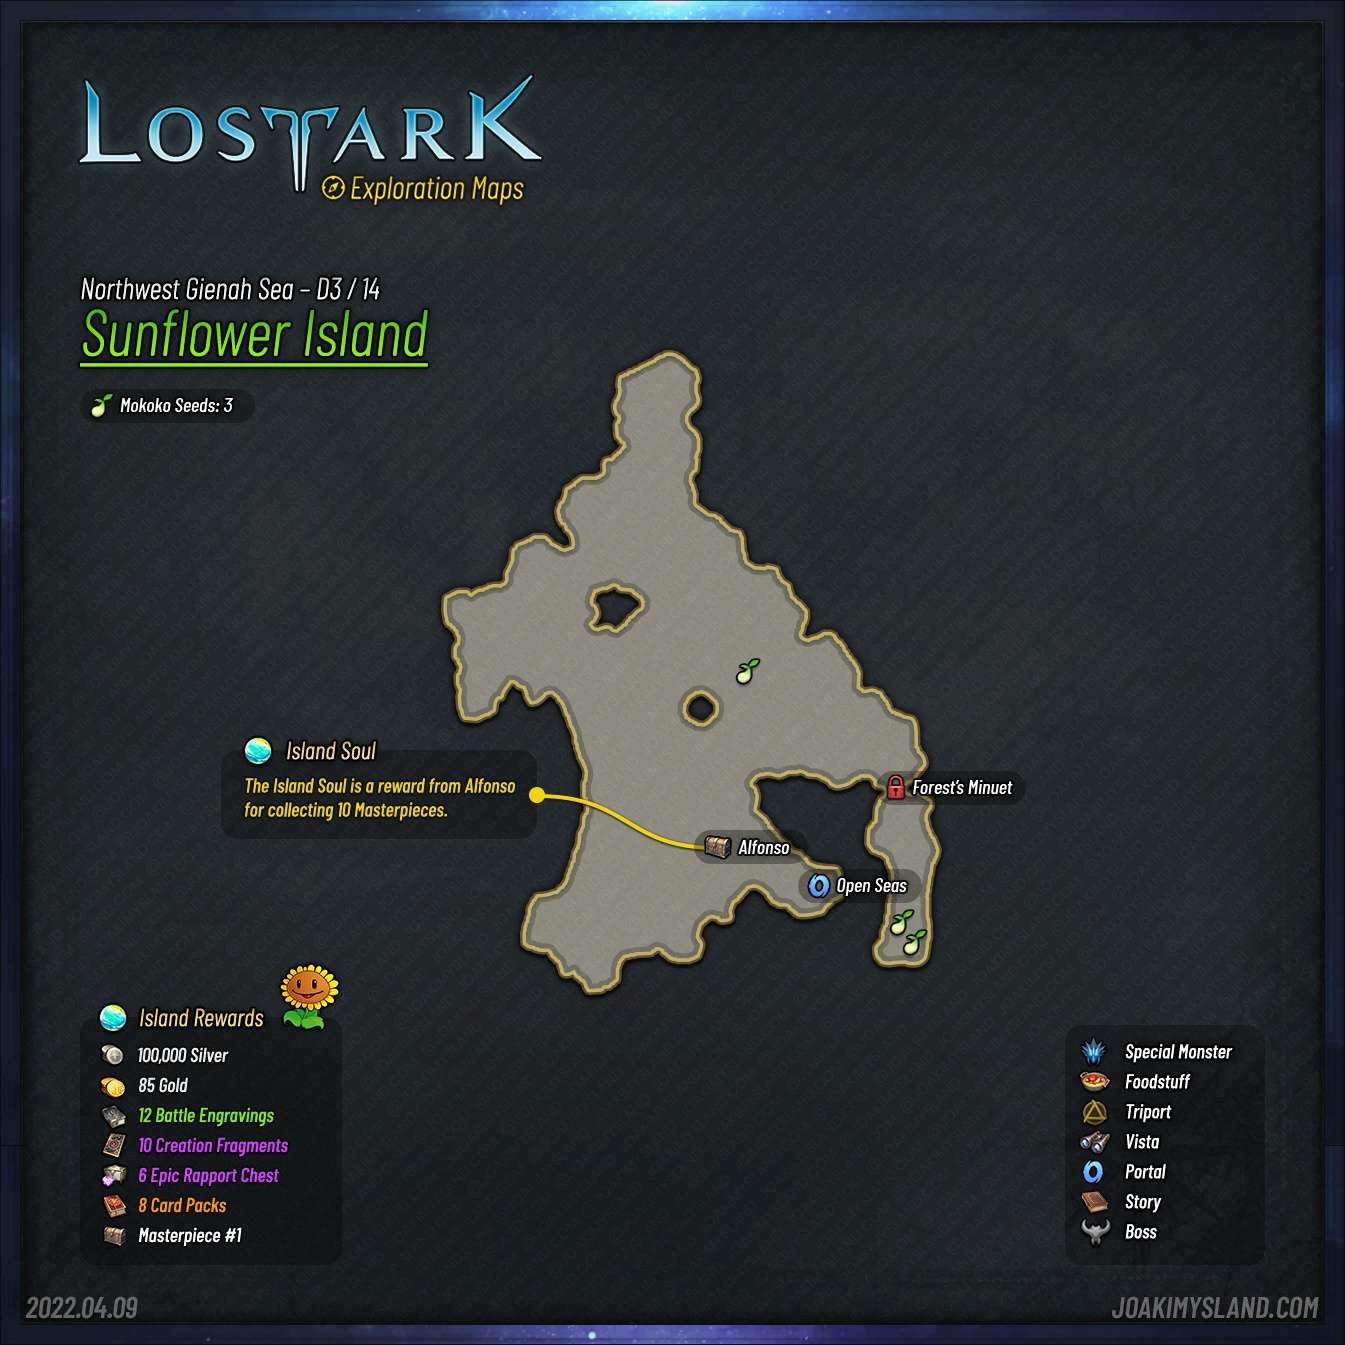 LOSTARK
Exploration Maps
Northwest Gienah Sea – D3 / 14
Sunflower Island
Mokoko Seeds: 3
Island Soul
The Island Soul is a reward from Alfonso
for collecting 10 Masterpieces.
Forest's Minuet
Alfonso
Open Seas
Island Rewards
100,000 Silver
85 Gold
12 Battle Engravings
10 Creation Fragments
6 Epic Rapport Chest
8 Card Packs
Masterpiece #1
Special Monster
Foodstuff
Triport
Vista
Portal
Story
Boss
2022.04.09
JOAKIMYSLAND.COM